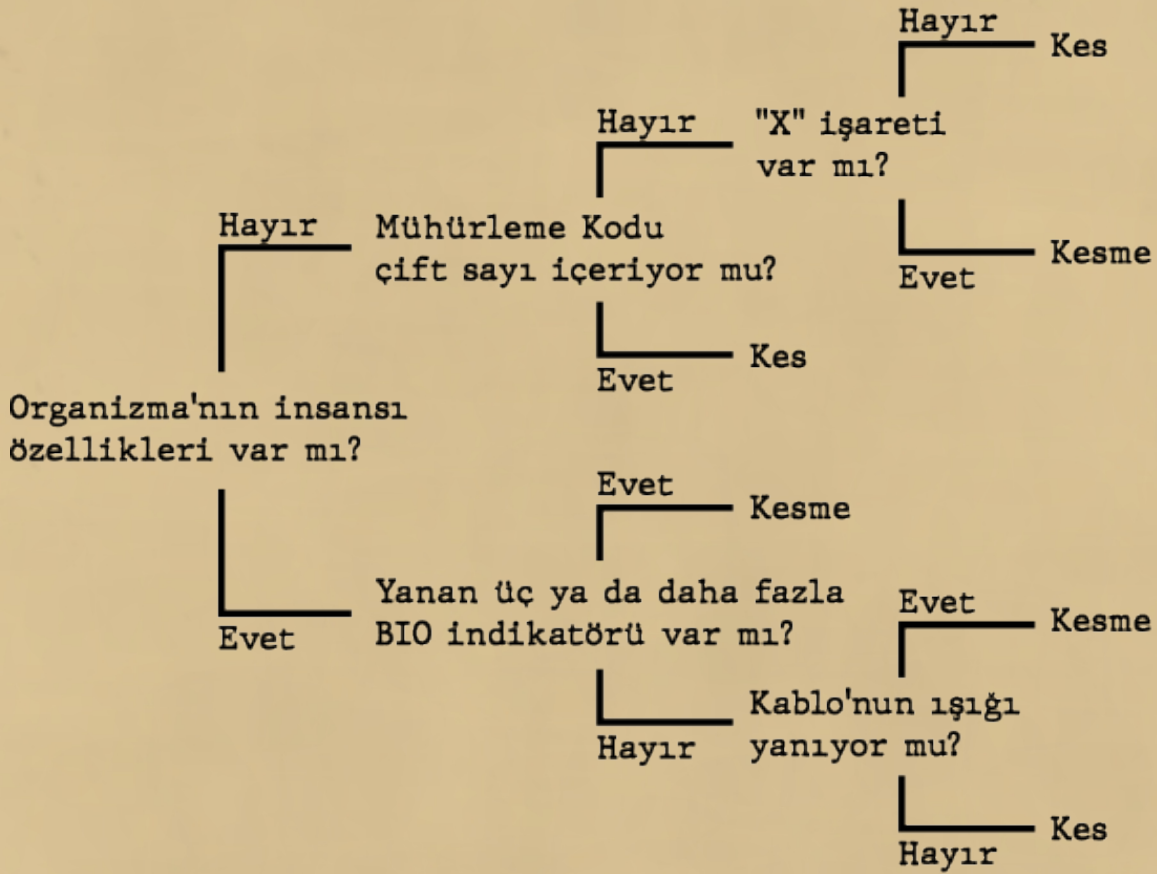 Hayır
Kes
Hayır
"X" işareti
var mı?
Hayır
Mühürleme Kodu
çift sayı içeriyor mu?
Kesme
Evet
Kes
Evet
Organizma'nın insansı
özellikleri var mı?
Evet
Kesme
Yanan üç ya da daha fazla
BIO indikatörü var mı?
Evet
Kesme
Evet
Kablo'nun ışığı
yanıyor mu?
Hayır
Kes
Hayır